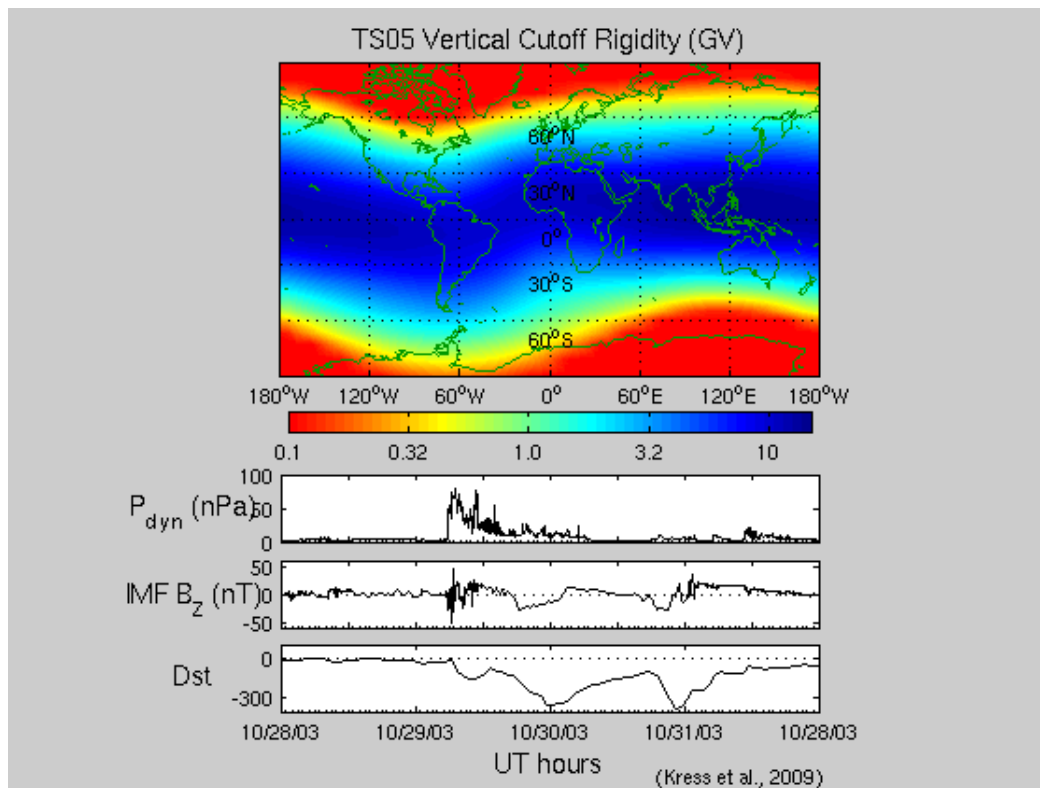 TS05 Vertical Cutoff Rigidity (GV)
60°N
30°N
0°
30°S
60°S
180°W 120°W 60°W 0° 60°E 120°E 180°W
0.1 0.32 1.0 3.2 10
P_dyn (nPa)
100
50
0
IMF B_Z (nT)
50
0
-50
Dst
0
-300
10/28/03 10/29/03 10/30/03 10/31/03 10/28/03
UT hours
(Kress et al., 2009)